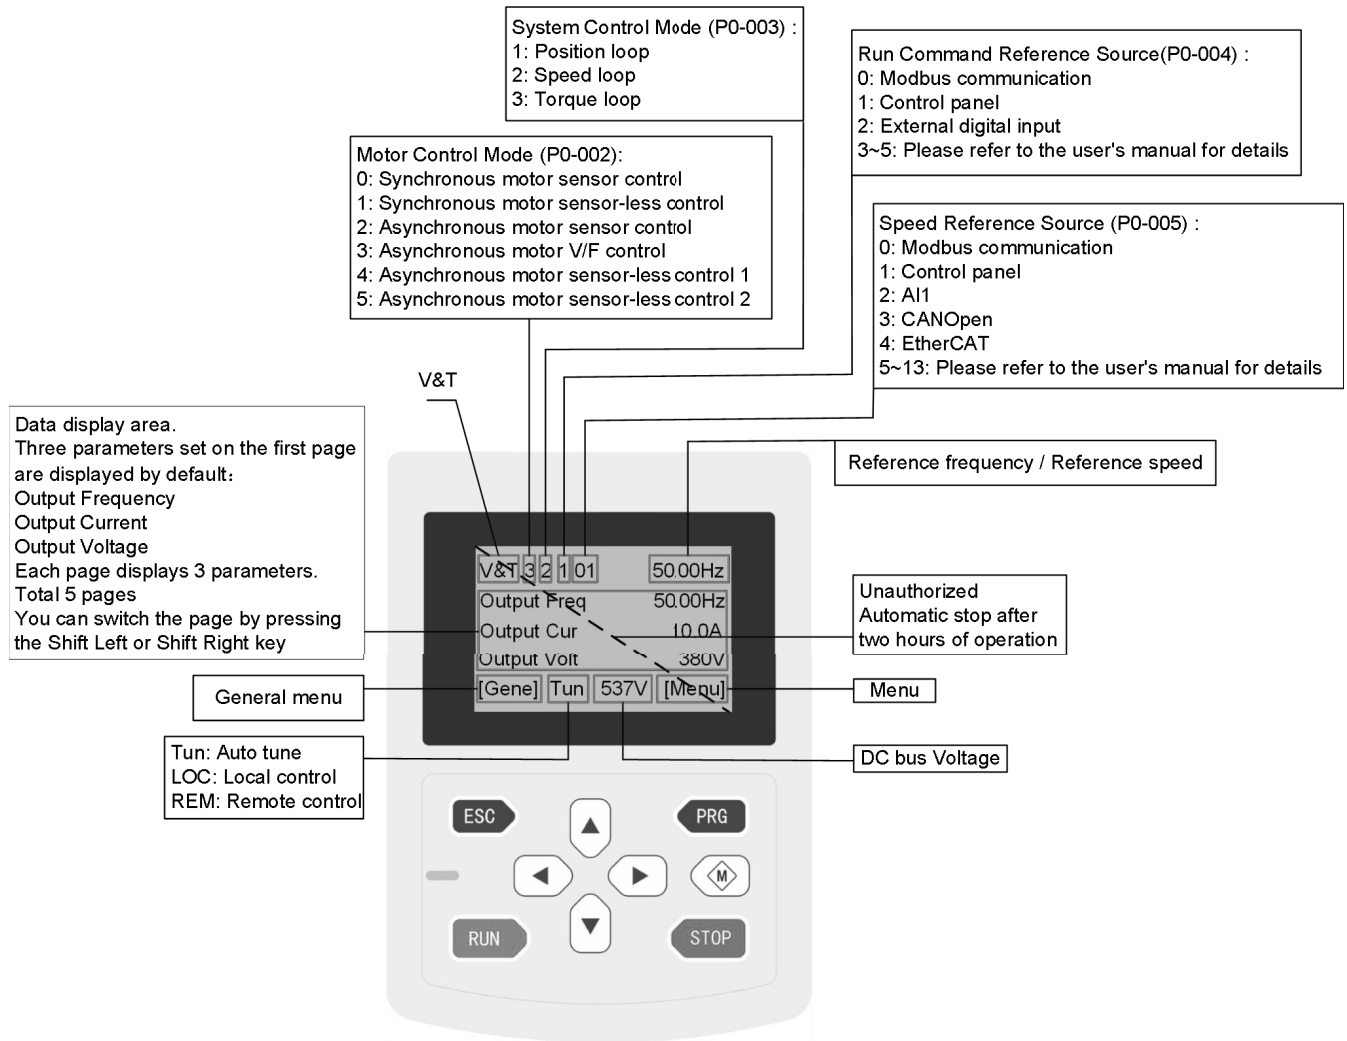 System Control Mode (P0-003) :
1: Position loop
2: Speed loop
3: Torque loop
Run Command Reference Source(P0-004) :
0: Modbus communication
1: Control panel
2: External digital input
3~5: Please refer to the user's manual for details
Motor Control Mode (P0-002):
0: Synchronous motor sensor control
1: Synchronous motor sensor-less control
2: Asynchronous motor sensor control
3: Asynchronous motor V/F control
4: Asynchronous motor sensor-less control 1
5: Asynchronous motor sensor-less control 2
Speed Reference Source (P0-005) :
0: Modbus communication
1: Control panel
2: AI1
3: CANOpen
4: EtherCAT
5~13: Please refer to the user's manual for details
V&T
Data display area.
Three parameters set on the first page
are displayed by default:
Output Frequency
Output Current
Output Voltage
Each page displays 3 parameters.
Total 5 pages
You can switch the page by pressing
the Shift Left or Shift Right key
Reference frequency / Reference speed
V&T 3 2 1 01 50.00Hz
Output Freq 50.00Hz
Output Cur 10.0A
Output Volt 380V
[Gene] Tun 537V [Menu]
Unauthorized
Automatic stop after
two hours of operation
General menu
Menu
Tun: Auto tune
LOC: Local control
REM: Remote control
DC bus Voltage
ESC
PRG
M
RUN
STOP